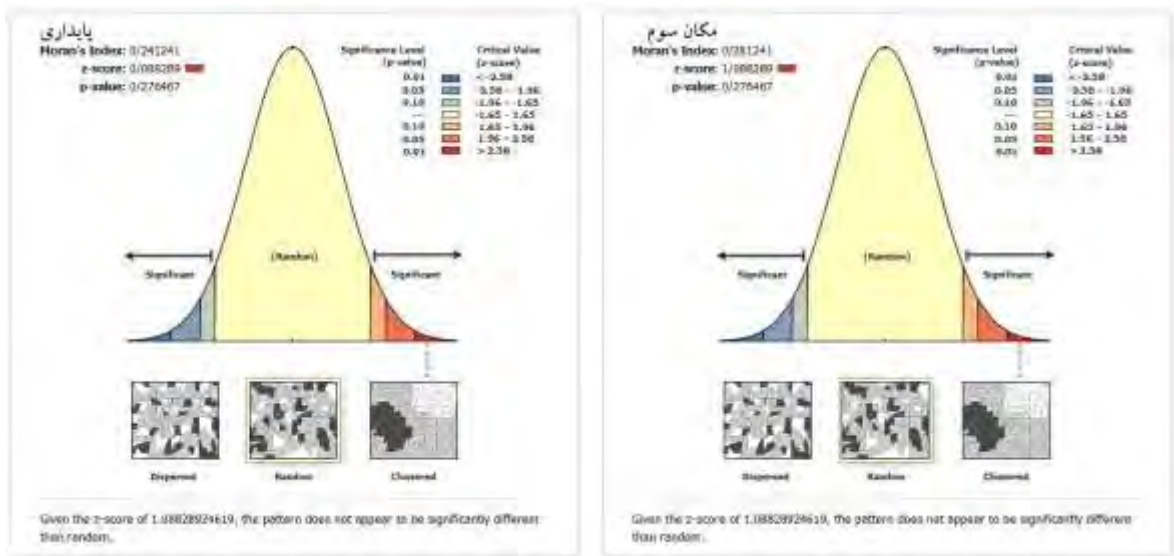 پایداری
Moran's Index: 0/241241
z-score: 0/088289
p-value: 0/276467
Significance Level
(p-value)
Critical Value
(z-score)
0.01 < -2.58
0.05 -2.58 - -1.96
0.10 -1.96 - -1.65
--- -1.65 - 1.65
0.10 1.65 - 1.96
0.05 1.96 - 2.58
0.01 > 2.58
(Random)
Significant
Significant
Dispersed
Random
Clustered
Given the z-score of 1.08828924619, the pattern does not appear to be significantly different
than random.
مکان سوم
Moran's Index: 0/281241
z-score: 1/088289
p-value: 0/276467
Significance Level
(p-value)
Critical Value
(z-score)
0.01 < -2.58
0.05 -2.58 - -1.96
0.10 -1.96 - -1.65
--- -1.65 - 1.65
0.10 1.65 - 1.96
0.05 1.96 - 2.58
0.01 > 2.58
(Random)
Significant
Significant
Dispersed
Random
Clustered
Given the z-score of 1.08828924619, the pattern does not appear to be significantly different
than random.